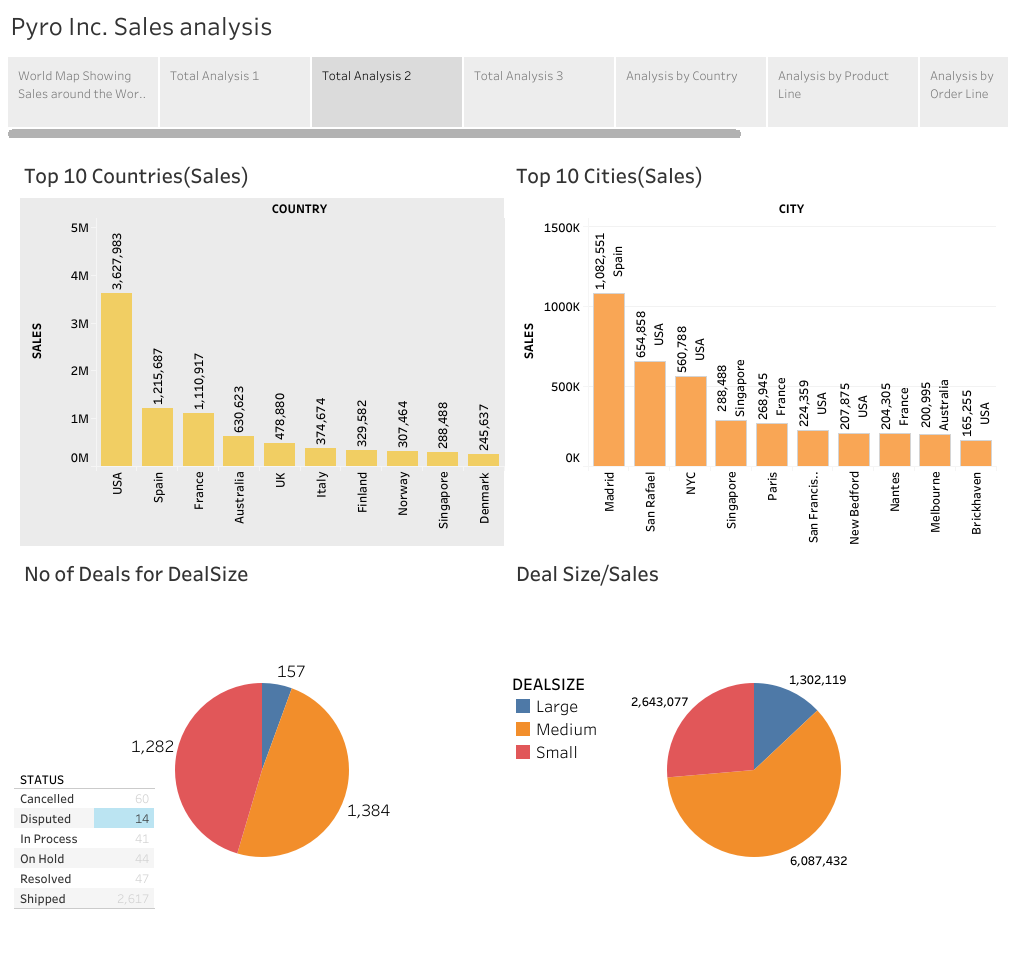 Pyro Inc. Sales analysis
World Map Showing
Sales around the Wor..
Total Analysis 1
Total Analysis 2
Total Analysis 3
Analysis by Country
Analysis by Product
Line
Analysis by
Order Line
Top 10 Countries(Sales)
COUNTRY
SALES
5M
4M
3M
2M
1M
0M
3,627,983
1,215,687
1,110,917
630,623
478,880
374,674
329,582
307,464
288,488
245,637
USA
Spain
France
Australia
UK
Italy
Finland
Norway
Singapore
Denmark
Top 10 Cities(Sales)
CITY
SALES
1500K
1000K
500K
0K
1,082,551
Spain
654,858
USA
560,788
USA
288,488
Singapore
268,945
France
224,359
USA
207,875
USA
204,305
France
200,995
Australia
165,255
USA
Madrid
San Rafael
NYC
Singapore
Paris
San Francis..
New Bedford
Nantes
Melbourne
Brickhaven
No of Deals for DealSize
157
1,282
1,384
STATUS
Cancelled 60
Disputed 14
In Process 41
On Hold 44
Resolved 47
Shipped 2,617
Deal Size/Sales
DEALSIZE
Large
Medium
Small
1,302,119
2,643,077
6,087,432